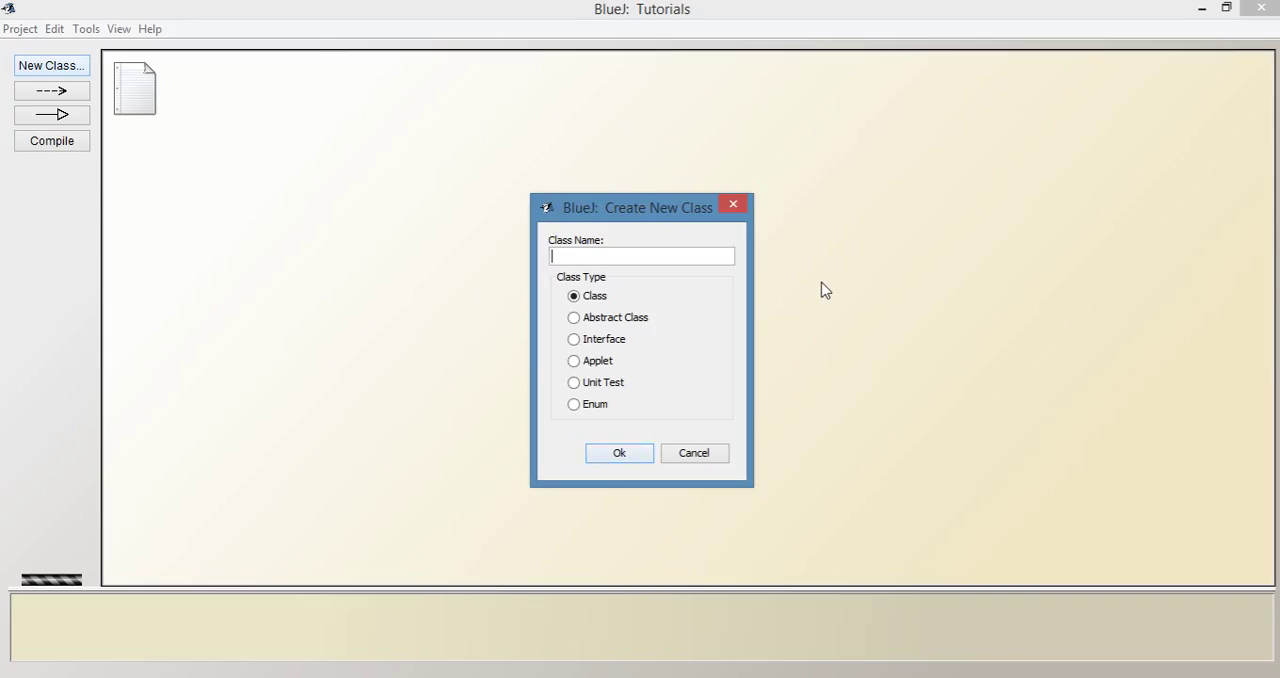 BlueJ: Tutorials
Project Edit Tools View Help
New Class...
Compile
BlueJ: Create New Class
Class Name:
Class Type
Class
Abstract Class
Interface
Applet
Unit Test
Enum
Ok Cancel